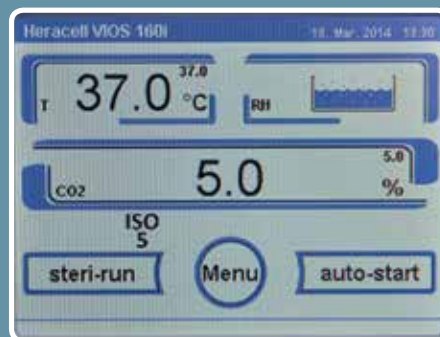 Heracell VIOS 160i 18. Mar. 2014 13:30
37.0
T 37.0 °C RH
5.0
CO2 5.0 %
ISO
5
steri-run Menu auto-start